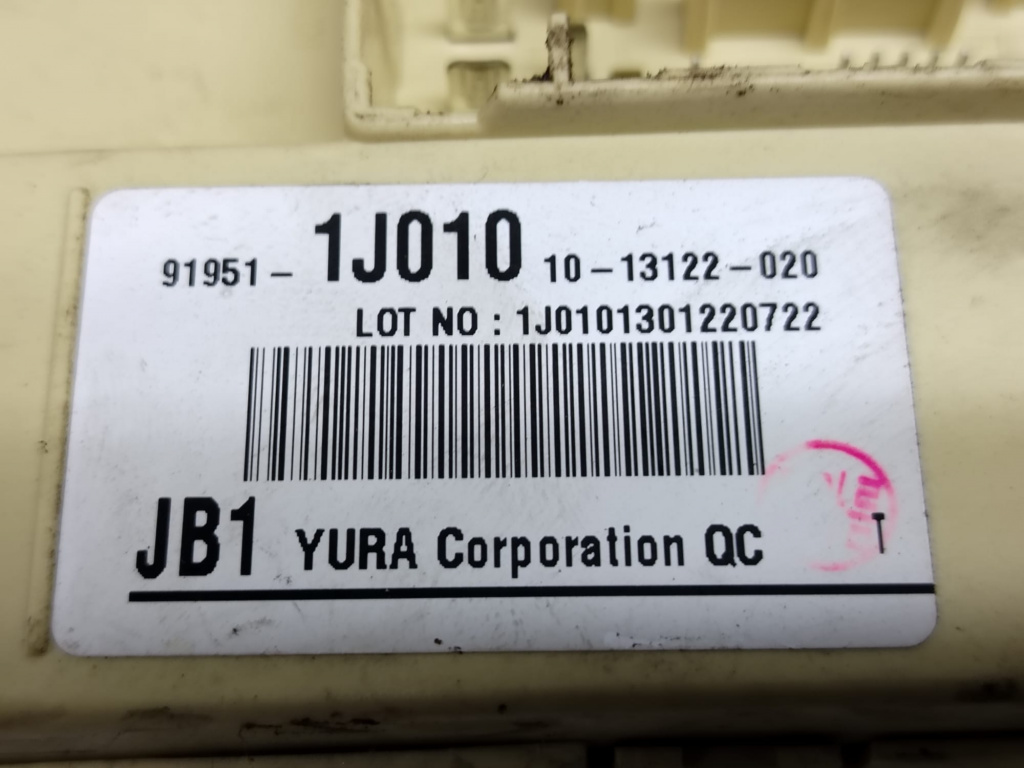 91951- 1J010 10-13122-020
LOT NO : 1J0101301220722
JB1 YURA Corporation QC T